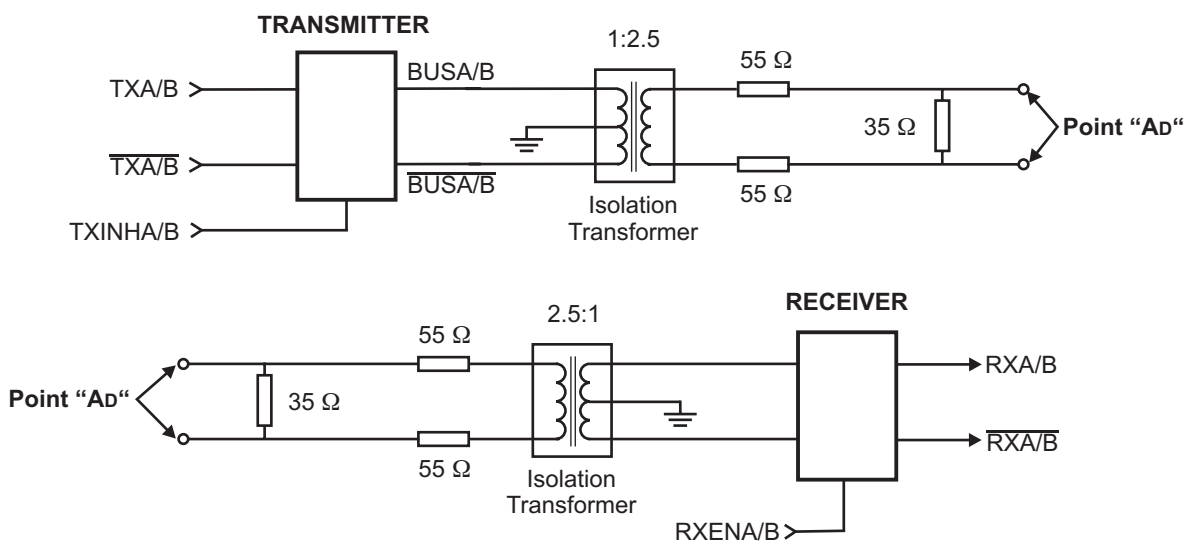 TRANSMITTER
1:2.5
55 Ω
TXA/B
BUSA/B
35 Ω
Point “AD“
TXA/B
BUSA/B
55 Ω
TXINHA/B
Isolation
Transformer
RECEIVER
2.5:1
55 Ω
RXA/B
Point “AD“
35 Ω
RXA/B
55 Ω
Isolation
Transformer
RXENA/B